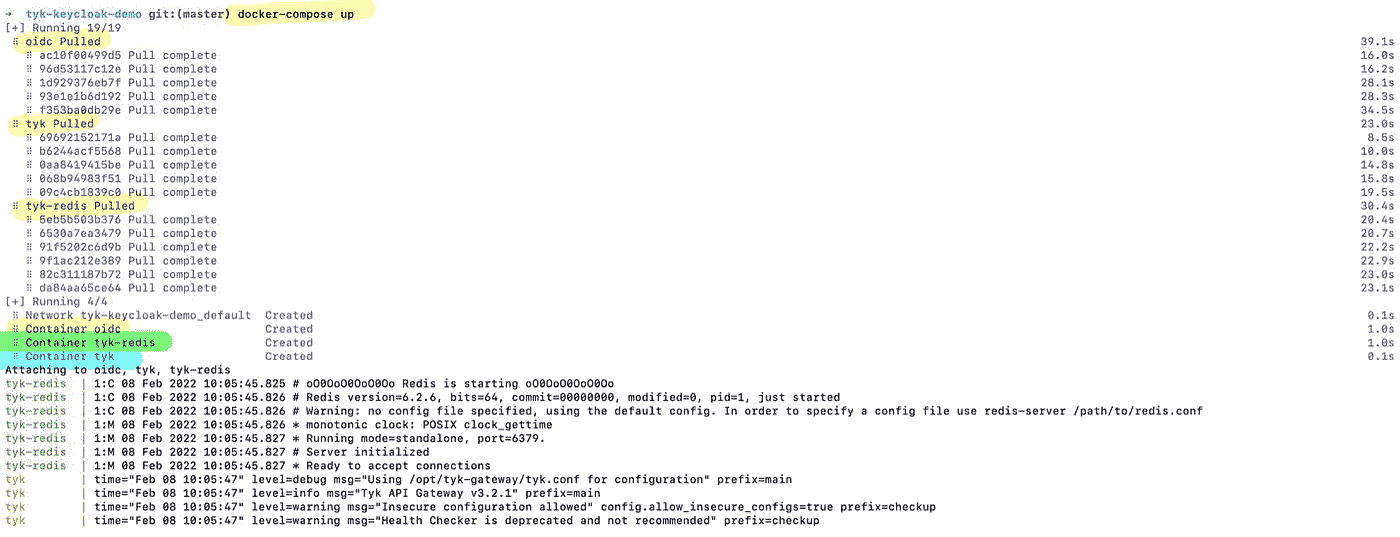 → tyk-keycloak-demo git:(master) docker-compose up
[+] Running 19/19
⠿ oidc Pulled 39.1s
⠿ ac10f00499d5 Pull complete 16.0s
⠿ 96d53117c12e Pull complete 16.2s
⠿ 1d929376eb7f Pull complete 28.1s
⠿ 93e1e1b6d192 Pull complete 28.3s
⠿ f353ba0db29e Pull complete 34.5s
⠿ tyk Pulled 23.0s
⠿ 69692152171a Pull complete 8.5s
⠿ b6244acf5568 Pull complete 10.0s
⠿ 0aa8419415be Pull complete 14.8s
⠿ 068b94983f51 Pull complete 15.8s
⠿ 09c4cb1839c0 Pull complete 19.5s
⠿ tyk-redis Pulled 30.4s
⠿ 5eb5b503b376 Pull complete 20.4s
⠿ 6530a7ea3479 Pull complete 20.7s
⠿ 91f5202c6d9b Pull complete 22.2s
⠿ 9f1ac212e389 Pull complete 22.9s
⠿ 82c311187b72 Pull complete 23.0s
⠿ da84aa65ce64 Pull complete 23.1s
[+] Running 4/4
⠿ Network tyk-keycloak-demo_default Created 0.1s
⠿ Container oidc Created 1.0s
⠿ Container tyk-redis Created 1.0s
⠿ Container tyk Created 0.1s
Attaching to oidc, tyk, tyk-redis
tyk-redis | 1:C 08 Feb 2022 10:05:45.825 # oO0OoO0OoO0Oo Redis is starting oO0OoO0OoO0Oo
tyk-redis | 1:C 08 Feb 2022 10:05:45.826 # Redis version=6.2.6, bits=64, commit=00000000, modified=0, pid=1, just started
tyk-redis | 1:C 08 Feb 2022 10:05:45.826 # Warning: no config file specified, using the default config. In order to specify a config file use redis-server /path/to/redis.conf
tyk-redis | 1:M 08 Feb 2022 10:05:45.826 * monotonic clock: POSIX clock_gettime
tyk-redis | 1:M 08 Feb 2022 10:05:45.827 * Running mode=standalone, port=6379.
tyk-redis | 1:M 08 Feb 2022 10:05:45.827 # Server initialized
tyk-redis | 1:M 08 Feb 2022 10:05:45.827 * Ready to accept connections
tyk | time="Feb 08 10:05:47" level=debug msg="Using /opt/tyk-gateway/tyk.conf for configuration" prefix=main
tyk | time="Feb 08 10:05:47" level=info msg="Tyk API Gateway v3.2.1" prefix=main
tyk | time="Feb 08 10:05:47" level=warning msg="Insecure configuration allowed" config.allow_insecure_configs=true prefix=checkup
tyk | time="Feb 08 10:05:47" level=warning msg="Health Checker is deprecated and not recommended" prefix=checkup